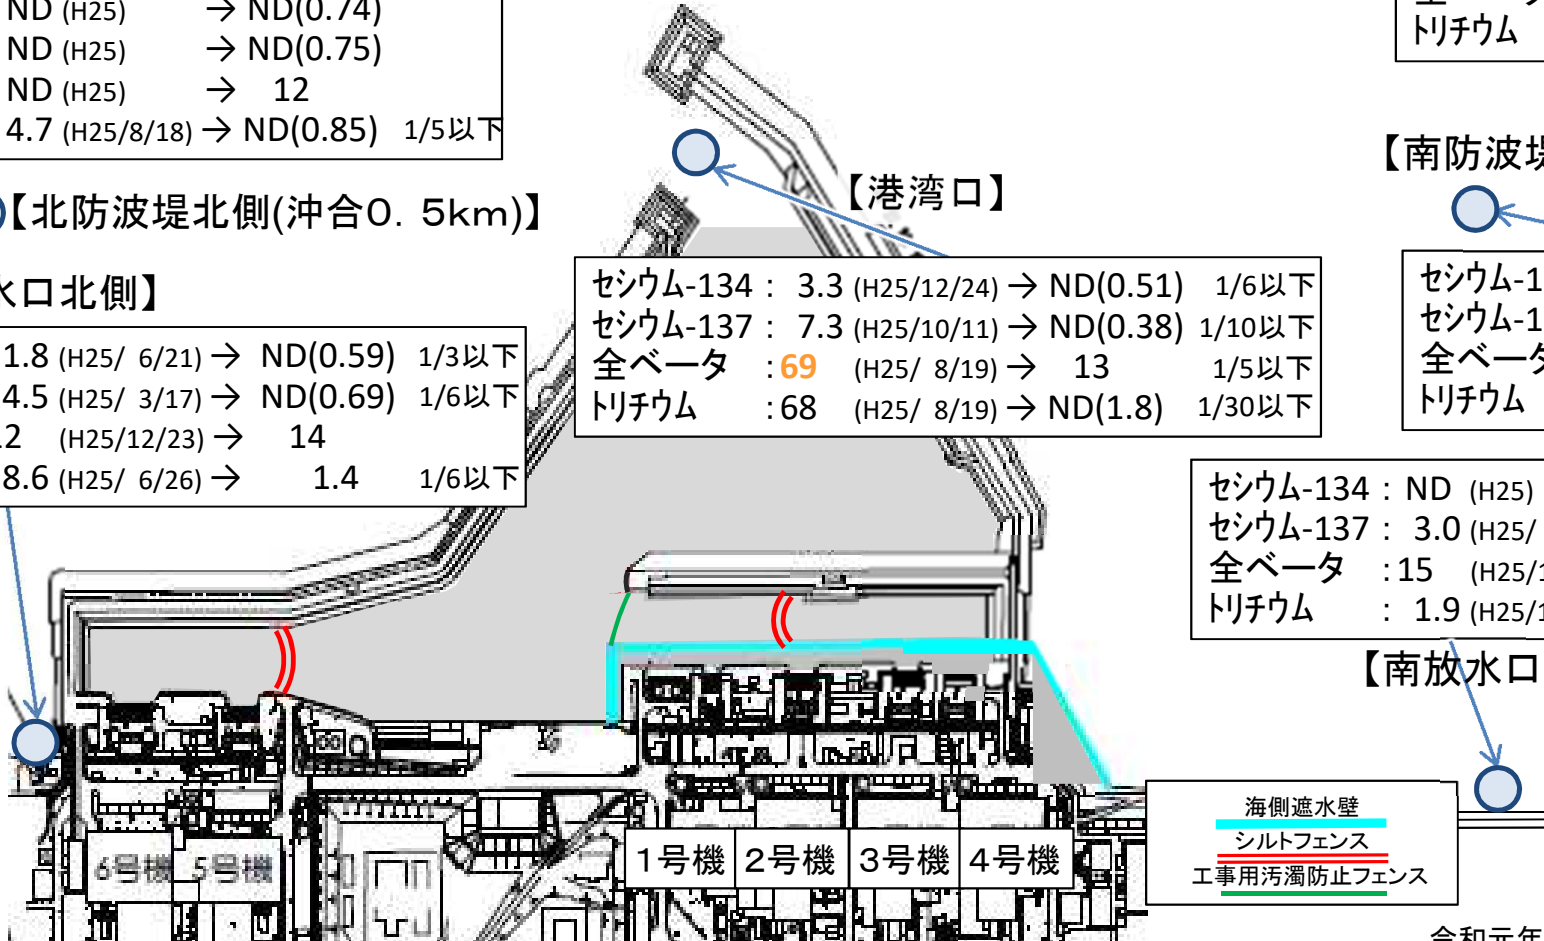 ND (H25) → ND(0.74)
ND (H25) → ND(0.75)
ND (H25) → 12
4.7 (H25/8/18) → ND(0.85) 1/5以下
【北防波堤北側(沖合0.5km)】
水口北側】
1.8 (H25/ 6/21) → ND(0.59) 1/3以下
4.5 (H25/ 3/17) → ND(0.69) 1/6以下
12 (H25/12/23) → 14
8.6 (H25/ 6/26) → 1.4 1/6以下
【港湾口】
セシウム-134 : 3.3 (H25/12/24) → ND(0.51) 1/6以下
セシウム-137 : 7.3 (H25/10/11) → ND(0.38) 1/10以下
全ベータ : 69 (H25/ 8/19) → 13 1/5以下
トリチウム : 68 (H25/ 8/19) → ND(1.8) 1/30以下
トリチウム
【南防波堤
セシウム-1
セシウム-1
全ベータ
トリチウム
セシウム-134 : ND (H25)
セシウム-137 : 3.0 (H25/
全ベータ : 15 (H25/1
トリチウム : 1.9 (H25/1
【南放水口
6号機 5号機
1号機 2号機 3号機 4号機
海側遮水壁
シルトフェンス
工事用汚濁防止フェンス
令和元年